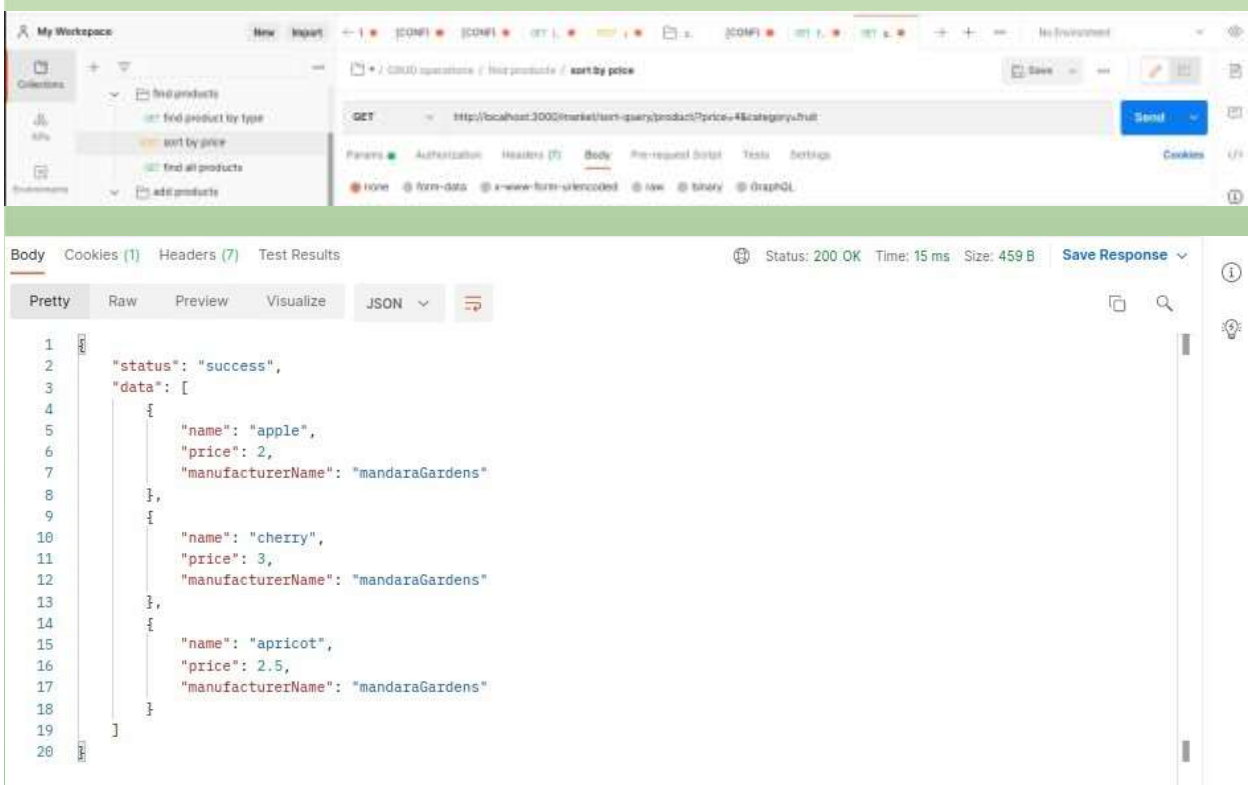 My Workspace New Import
No Environment
Collections
/ CRUD operations / find products / sort by price Save
find products
find product by type
GET http://localhost:3000/market/sort-query/product/?price=4&category=fruit Send
APIs
sort by price
find all products
Params Authorization Headers (7) Body Pre-request Script Tests Settings Cookies
Environments
add products
none form-data x-www-form-urlencoded raw binary GraphQL
Body Cookies (1) Headers (7) Test Results Status: 200 OK Time: 15 ms Size: 459 B Save Response
Pretty Raw Preview Visualize JSON
1 {
2 "status": "success",
3 "data": [
4 {
5 "name": "apple",
6 "price": 2,
7 "manufacturerName": "mandaraGardens"
8 },
9 {
10 "name": "cherry",
11 "price": 3,
12 "manufacturerName": "mandaraGardens"
13 },
14 {
15 "name": "apricot",
16 "price": 2.5,
17 "manufacturerName": "mandaraGardens"
18 }
19 ]
20 }